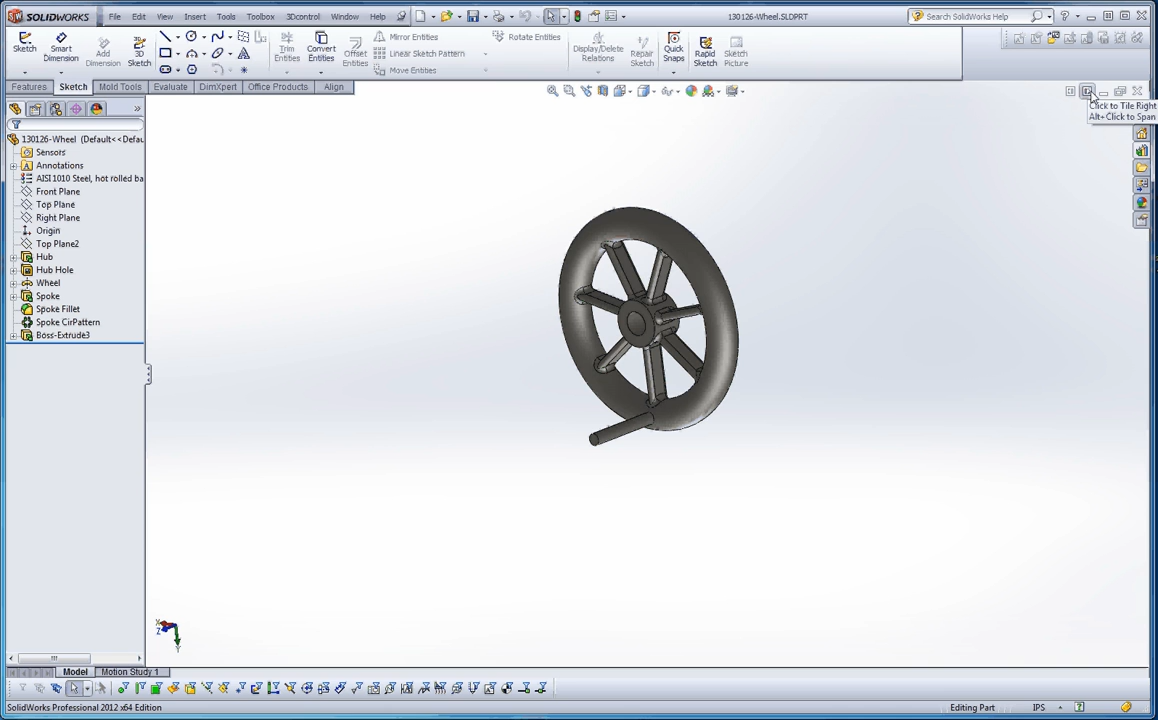 SOLIDWORKS File Edit View Insert Tools Toolbox 3Dcontrol Window Help 130126-Wheel.SLDPRT Search SolidWorks Help
Sketch Smart Dimension Add Dimension 3D Sketch Trim Entities Convert Entities Offset Entities Mirror Entities Linear Sketch Pattern Move Entities Rotate Entities Display/Delete Relations Repair Sketch Quick Snaps Rapid Sketch Sketch Picture
Features Sketch Mold Tools Evaluate DimXpert Office Products Align
Click to Tile Right
Alt+Click to Span
130126-Wheel (Default<<Defau
Sensors
Annotations
AISI 1010 Steel, hot rolled ba
Front Plane
Top Plane
Right Plane
Origin
Top Plane2
Hub
Hub Hole
Wheel
Spoke
Spoke Fillet
Spoke CirPattern
Boss-Extrude3
X
Z
Y
Model Motion Study 1
SolidWorks Professional 2012 x64 Edition Editing Part IPS